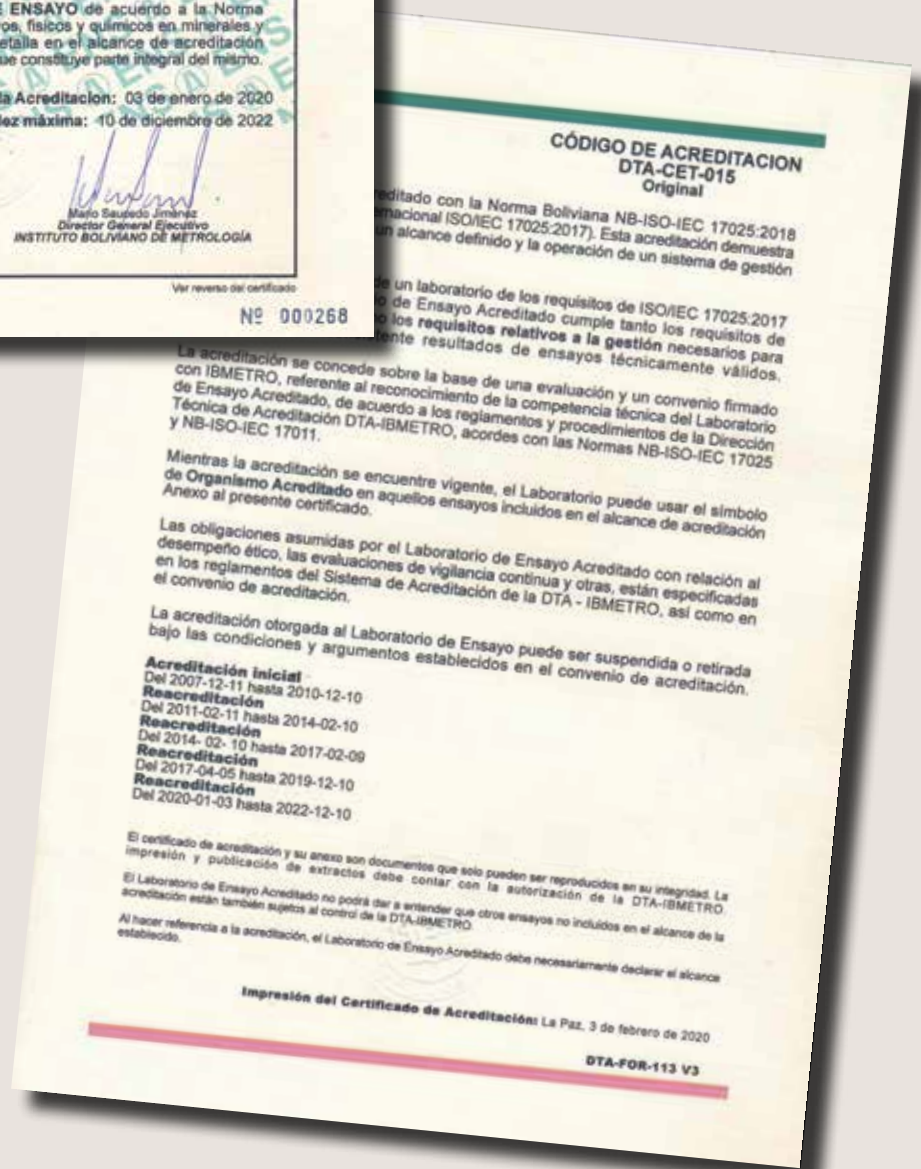 E ENSAYO de acuerdo a la Norma
os, físicos y químicos en minerales y
etalla en el alcance de acreditación
ue constituye parte integral del mismo.
la Acreditacion: 03 de enero de 2020
dez máxima: 10 de diciembre de 2022
Mario Saucedo Jimenez
Director General Ejecutivo
INSTITUTO BOLIVIANO DE METROLOGÍA
Ver reverso del certificado
Nº 000268
CÓDIGO DE ACREDITACION
DTA-CET-015
Original
reditado con la Norma Boliviana NB-ISO-IEC 17025:2018
ernacional ISO/IEC 17025:2017). Esta acreditación demuestra
un alcance definido y la operación de un sistema de gestión
de un laboratorio de los requisitos de ISO/IEC 17025:2017
io de Ensayo Acreditado cumple tanto los requisitos de
o los requisitos relativos a la gestión necesarios para
tente resultados de ensayos técnicamente válidos.
La acreditación se concede sobre la base de una evaluación y un convenio firmado
con IBMETRO, referente al reconocimiento de la competencia técnica del Laboratorio
de Ensayo Acreditado, de acuerdo a los reglamentos y procedimientos de la Dirección
Técnica de Acreditación DTA-IBMETRO, acordes con las Normas NB-ISO-IEC 17025
y NB-ISO-IEC 17011.
Mientras la acreditación se encuentre vigente, el Laboratorio puede usar el símbolo
de Organismo Acreditado en aquellos ensayos incluidos en el alcance de acreditación
Anexo al presente certificado.
Las obligaciones asumidas por el Laboratorio de Ensayo Acreditado con relación al
desempeño ético, las evaluaciones de vigilancia continua y otras, están especificadas
en los reglamentos del Sistema de Acreditación de la DTA - IBMETRO, así como en
el convenio de acreditación.
La acreditación otorgada al Laboratorio de Ensayo puede ser suspendida o retirada
bajo las condiciones y argumentos establecidos en el convenio de acreditación.
Acreditación inicial
Del 2007-12-11 hasta 2010-12-10
Reacreditación
Del 2011-02-11 hasta 2014-02-10
Reacreditación
Del 2014- 02- 10 hasta 2017-02-09
Reacreditación
Del 2017-04-05 hasta 2019-12-10
Reacreditación
Del 2020-01-03 hasta 2022-12-10
El certificado de acreditación y su anexo son documentos que solo pueden ser reproducidos en su integridad. La
impresión y publicación de extractos debe contar con la autorización de la DTA-IBMETRO.
El Laboratorio de Ensayo Acreditado no podrá dar a entender que otros ensayos no incluidos en el alcance de la
acreditación están también sujetos al control de la DTA-IBMETRO.
Al hacer referencia a la acreditación, el Laboratorio de Ensayo Acreditado debe necesariamente declarar el alcance
establecido.
Impresión del Certificado de Acreditación: La Paz, 3 de febrero de 2020
DTA-FOR-113 V3